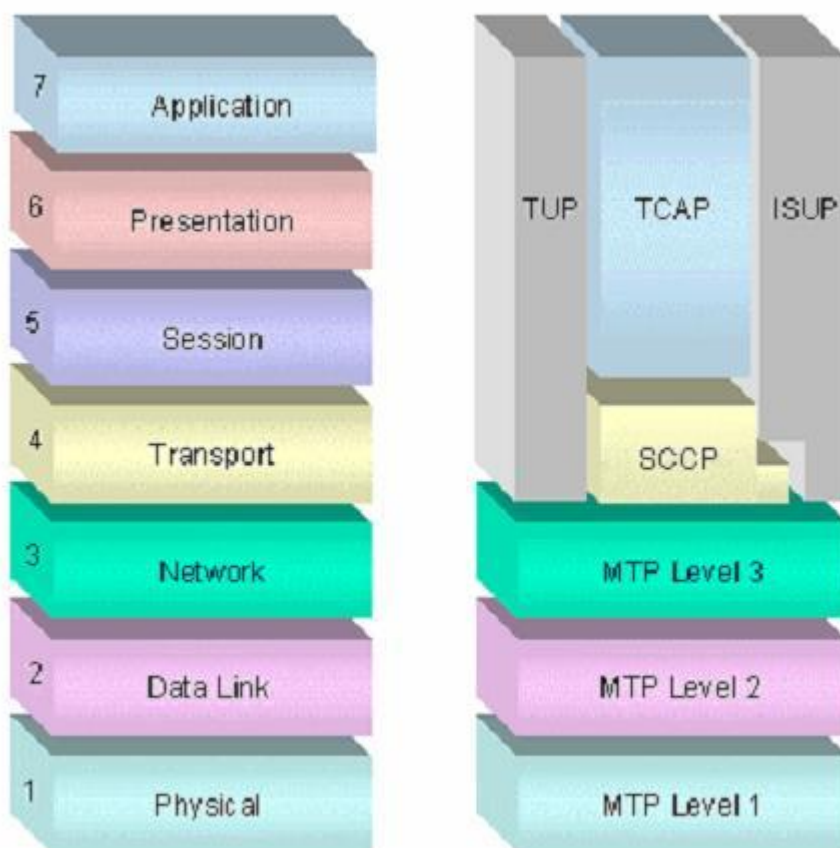 7
Application
6
Presentation
5
Session
4
Transport
3
Network
2
Data Link
1
Physical
TUP
TCAP
ISUP
SCCP
MTP Level 3
MTP Level 2
MTP Level 1